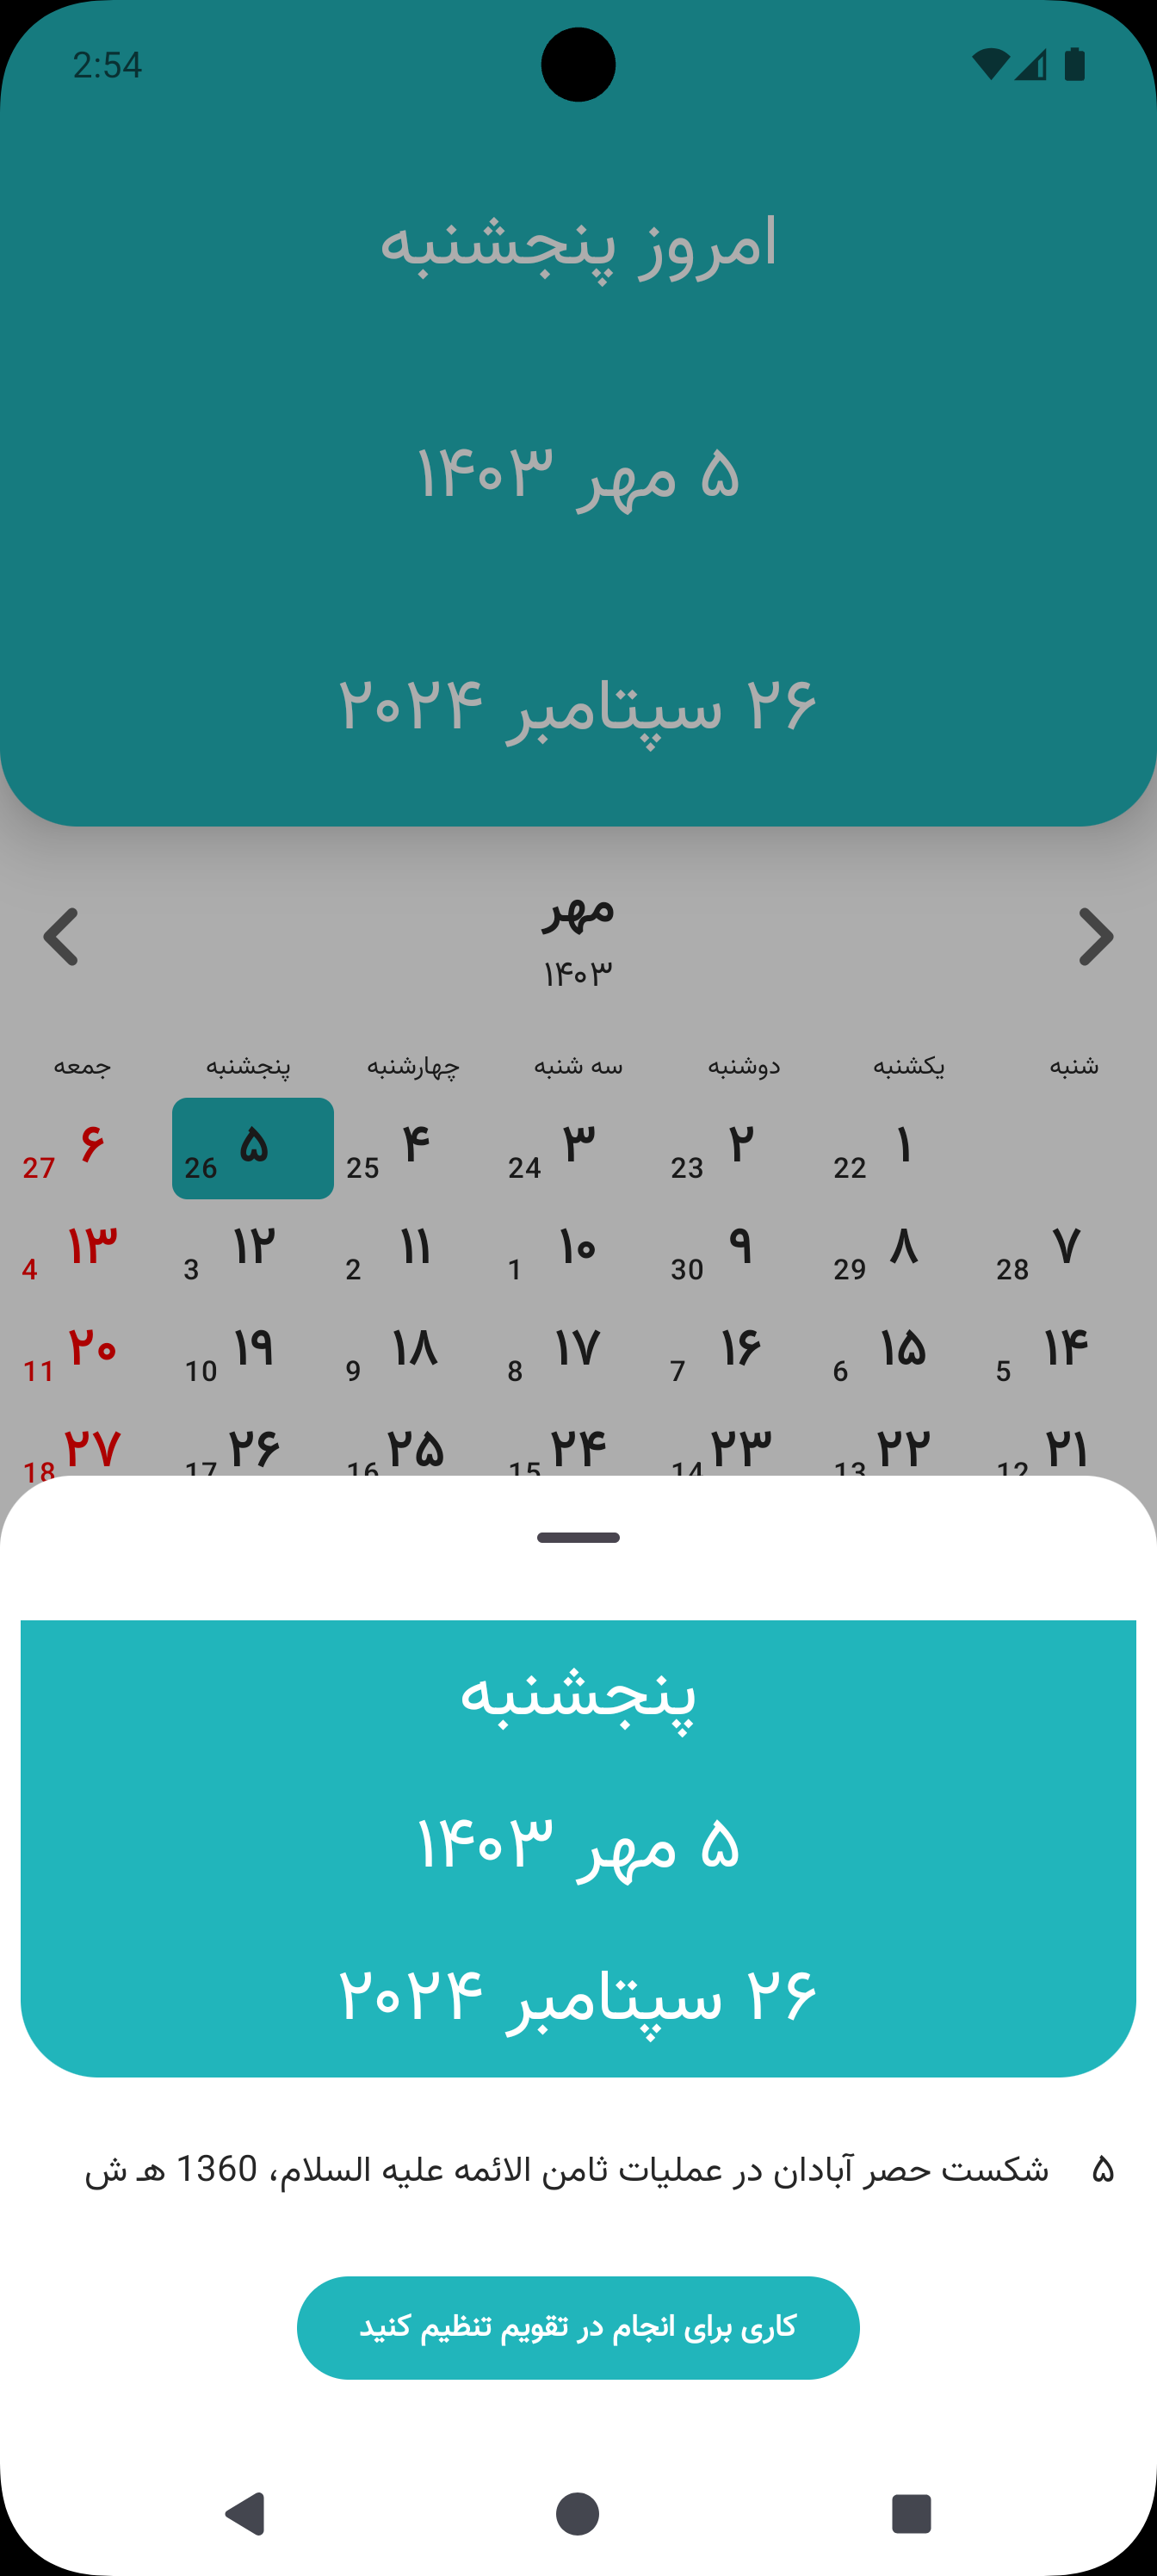 2:54
امروز پنجشنبه
۵ مهر ۱۴۰۳
۲۶ سپتامبر ۲۰۲۴
مهر
۱۴۰۳
شنبه یکشنبه دوشنبه سه شنبه چهارشنبه پنجشنبه جمعه
۱ 22 ۲ 23 ۳ 24 ۴ 25 ۵ 26 ۶ 27
۷ 28 ۸ 29 ۹ 30 ۱۰ 1 ۱۱ 2 ۱۲ 3 ۱۳ 4
۱۴ 5 ۱۵ 6 ۱۶ 7 ۱۷ 8 ۱۸ 9 ۱۹ 10 ۲۰ 11
۲۱ 12 ۲۲ 13 ۲۳ 14 ۲۴ 15 ۲۵ 16 ۲۶ 17 ۲۷ 18
پنجشنبه
۵ مهر ۱۴۰۳
۲۶ سپتامبر ۲۰۲۴
۵ شکست حصر آبادان در عملیات ثامن الائمه علیه السلام، 1360 هـ ش
کاری برای انجام در تقویم تنظیم کنید